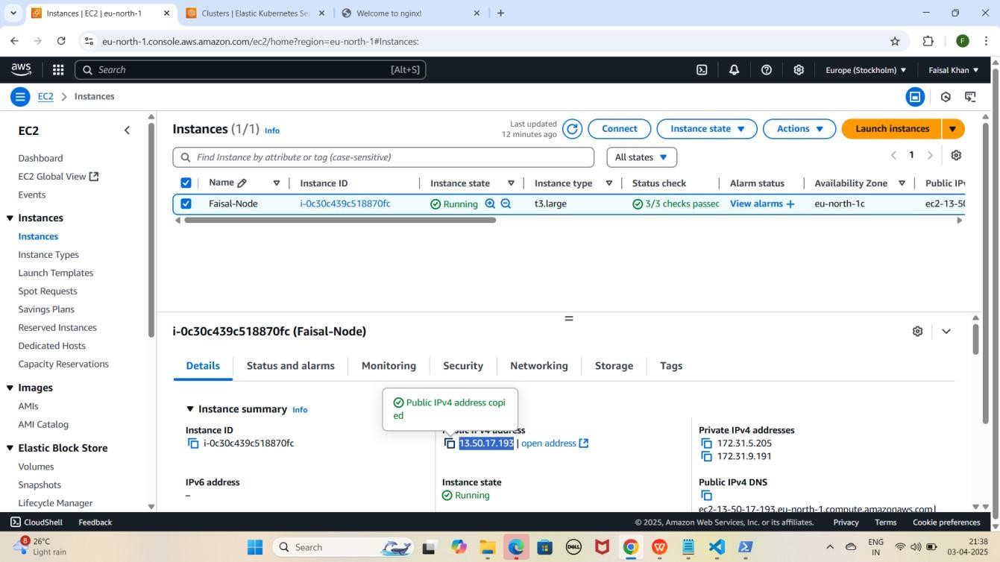 Instances | EC2 | eu-north-1
Clusters | Elastic Kubernetes Ser
Welcome to nginx!
eu-north-1.console.aws.amazon.com/ec2/home?region=eu-north-1#Instances:
F
aws
Search
[Alt+S]
Europe (Stockholm)
Faisal Khan
EC2
Instances
EC2
Dashboard
EC2 Global View
Events
Instances
Instances
Instance Types
Launch Templates
Spot Requests
Savings Plans
Reserved Instances
Dedicated Hosts
Capacity Reservations
Images
AMIs
AMI Catalog
Elastic Block Store
Volumes
Snapshots
Lifecycle Manager
Instances (1/1) Info
Last updated
12 minutes ago
Connect
Instance state
Actions
Launch instances
Find Instance by attribute or tag (case-sensitive)
All states
1
Name
Instance ID
Instance state
Instance type
Status check
Alarm status
Availability Zone
Public IPv
Faisal-Node
i-0c30c439c518870fc
Running
t3.large
3/3 checks passec
View alarms +
eu-north-1c
ec2-13-50
i-0c30c439c518870fc (Faisal-Node)
Details
Status and alarms
Monitoring
Security
Networking
Storage
Tags
Public IPv4 address copi
ed
Instance summary Info
Instance ID
i-0c30c439c518870fc
Public IPv4 address
13.50.17.193 | open address
Private IPv4 addresses
172.31.5.205
172.31.9.191
IPv6 address
–
Instance state
Running
Public IPv4 DNS
ec2-13-50-17-193.eu-north-1.compute.amazonaws.com |
CloudShell
Feedback
© 2025, Amazon Web Services, Inc. or its affiliates.
Privacy
Terms
Cookie preferences
8
26°C
Light rain
Search
DELL
ENG
IN
21:38
03-04-2025